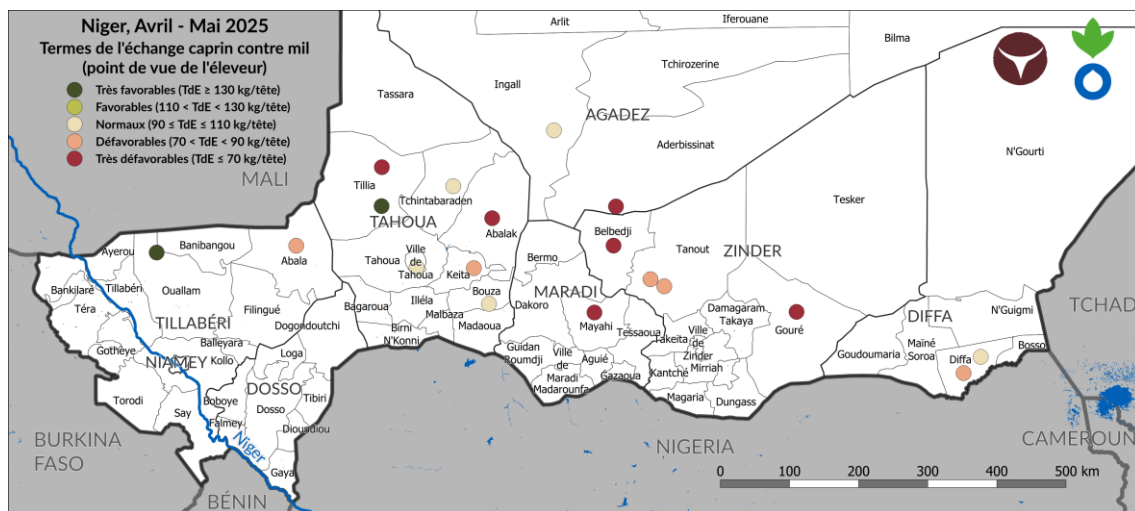 Niger, Avril - Mai 2025
Termes de l'échange caprin contre mil
(point de vue de l'éleveur)
Très favorables (TdE ≥ 130 kg/tête)
Favorables (110 < TdE < 130 kg/tête)
Normaux (90 ≤ TdE ≤ 110 kg/tête)
Défavorables (70 < TdE < 90 kg/tête)
Très défavorables (TdE ≤ 70 kg/tête)
Arlit
Iferouane
Bilma
Tchirozerine
Ingall
Tassara
AGADEZ
Aderbissinat
N'Gourti
MALI
Tillia
Tchintabaraden
Tesker
TAHOUA
Abalak
Belbedji
Tanout
ZINDER
Ayerou
Banibangou
Abala
Tahoua
Ville
de
Tahoua
Keita
Bermo
Bankilaré
Tillabéri
Ouallam
Téra
Filingué
Bagaroua
Illéla
Bouza
Malbaza
Madaoua
Dakoro
MARADI
Mayahi
Tessaoua
Damagaram
Takaya
Gouré
DIFFA
N'Guigmi
TCHAD
TILLABÉRI
Dogondoutchi
Birni
N'Konni
Balleyara
Gotheye
NIAMEY
Kollo
Loga
Guidan
Roumdji
Ville
de
Maradi
Madarounfa
Aguié
Gazaoua
Takeita
Ville
de
Zinder
Mirriah
Kantché
Magaria
Dungass
Goudoumaria
Maïné
Soroa
Diffa
Bosso
Torodi
Say
Boboye
DOSSO
Dosso
Tibiri
Falmey
Dioundiou
Gaya
Niger
BURKINA
FASO
BÉNIN
NIGERIA
CAMEROUN
0 100 200 300 400 500 km